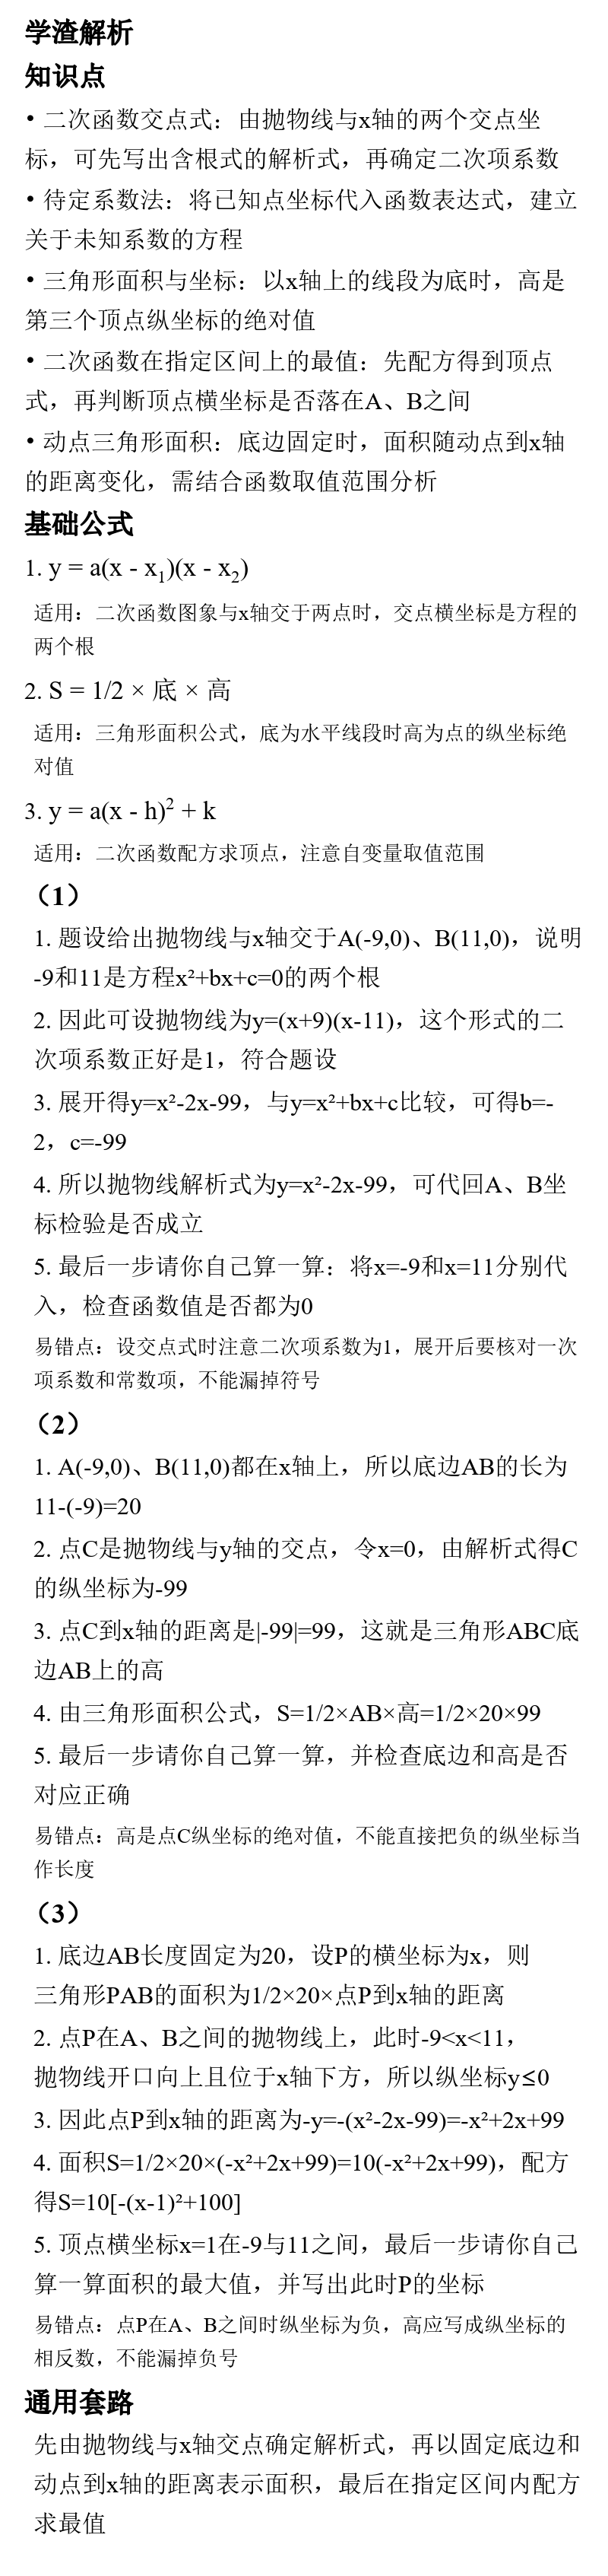 学渣解析
知识点
• 二次函数交点式：由抛物线与x轴的两个交点坐
标，可先写出含根式的解析式，再确定二次项系数
• 待定系数法：将已知点坐标代入函数表达式，建立
关于未知系数的方程
• 三角形面积与坐标：以x轴上的线段为底时，高是
第三个顶点纵坐标的绝对值
• 二次函数在指定区间上的最值：先配方得到顶点
式，再判断顶点横坐标是否落在A、B之间
• 动点三角形面积：底边固定时，面积随动点到x轴
的距离变化，需结合函数取值范围分析
基础公式
1. y = a(x - x₁)(x - x₂)
适用：二次函数图象与x轴交于两点时，交点横坐标是方程的
两个根
2. S = 1/2 × 底 × 高
适用：三角形面积公式，底为水平线段时高为点的纵坐标绝
对值
3. y = a(x - h)² + k
适用：二次函数配方求顶点，注意自变量取值范围
（1）
1. 题设给出抛物线与x轴交于A(-9,0)、B(11,0)，说明
-9和11是方程x²+bx+c=0的两个根
2. 因此可设抛物线为y=(x+9)(x-11)，这个形式的二
次项系数正好是1，符合题设
3. 展开得y=x²-2x-99，与y=x²+bx+c比较，可得b=-
2，c=-99
4. 所以抛物线解析式为y=x²-2x-99，可代回A、B坐
标检验是否成立
5. 最后一步请你自己算一算：将x=-9和x=11分别代
入，检查函数值是否都为0
易错点：设交点式时注意二次项系数为1，展开后要核对一次
项系数和常数项，不能漏掉符号
（2）
1. A(-9,0)、B(11,0)都在x轴上，所以底边AB的长为
11-(-9)=20
2. 点C是抛物线与y轴的交点，令x=0，由解析式得C
的纵坐标为-99
3. 点C到x轴的距离是|-99|=99，这就是三角形ABC底
边AB上的高
4. 由三角形面积公式，S=1/2×AB×高=1/2×20×99
5. 最后一步请你自己算一算，并检查底边和高是否
对应正确
易错点：高是点C纵坐标的绝对值，不能直接把负的纵坐标当
作长度
（3）
1. 底边AB长度固定为20，设P的横坐标为x，则
三角形PAB的面积为1/2×20×点P到x轴的距离
2. 点P在A、B之间的抛物线上，此时-9<x<11，
抛物线开口向上且位于x轴下方，所以纵坐标y≤0
3. 因此点P到x轴的距离为-y=-(x²-2x-99)=-x²+2x+99
4. 面积S=1/2×20×(-x²+2x+99)=10(-x²+2x+99)，配方
得S=10[-(x-1)²+100]
5. 顶点横坐标x=1在-9与11之间，最后一步请你自己
算一算面积的最大值，并写出此时P的坐标
易错点：点P在A、B之间时纵坐标为负，高应写成纵坐标的
相反数，不能漏掉负号
通用套路
先由抛物线与x轴交点确定解析式，再以固定底边和
动点到x轴的距离表示面积，最后在指定区间内配方
求最值